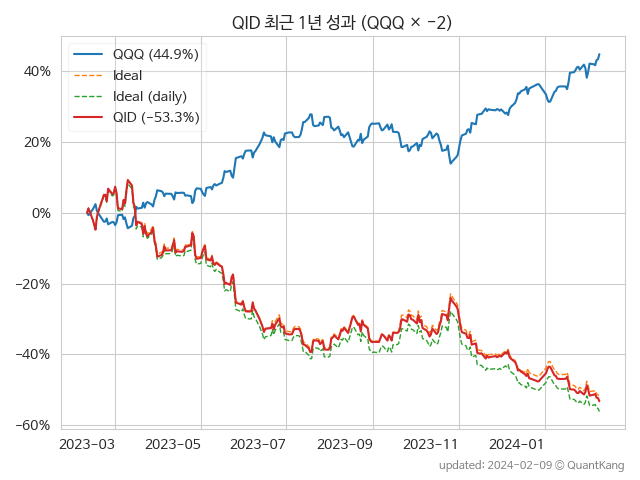 QID 최근 1년 성과 (QQQ × −2)
QQQ (44.9%)
Ideal
Ideal (daily)
QID (−53.3%)
40%
20%
0%
−20%
−40%
−60%
2023−03 2023−05 2023−07 2023−09 2023−11 2024−01
updated: 2024−02−09 © QuantKang